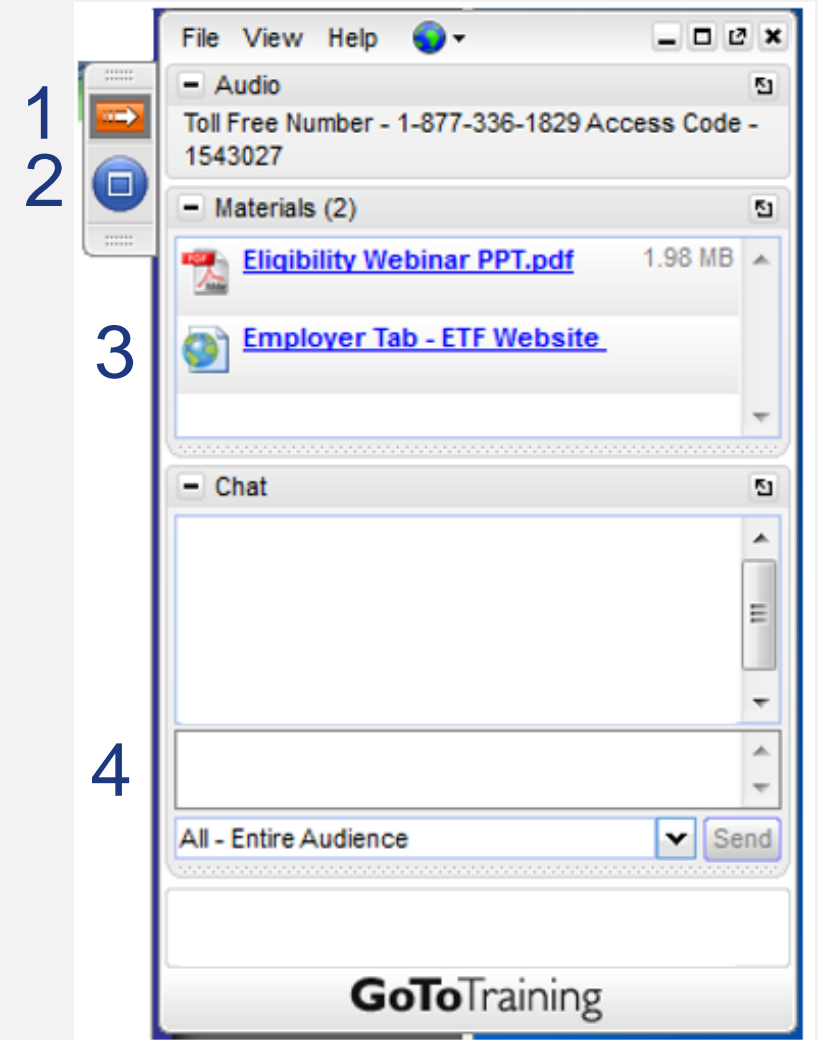 File View Help
1
2
3
4
Audio
Toll Free Number - 1-877-336-1829 Access Code -
1543027
Materials (2)
Eligibility Webinar PPT.pdf 1.98 MB
Employer Tab - ETF Website
Chat
All - Entire Audience Send
GoToTraining